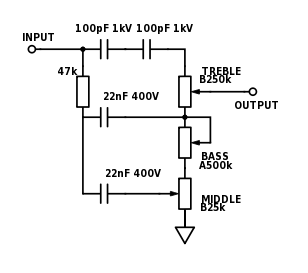 100pF 1kV 100pF 1kV
INPUT
47k
TREBLE
B250k
22nF 400V
OUTPUT
BASS
A500k
22nF 400V
MIDDLE
B25k